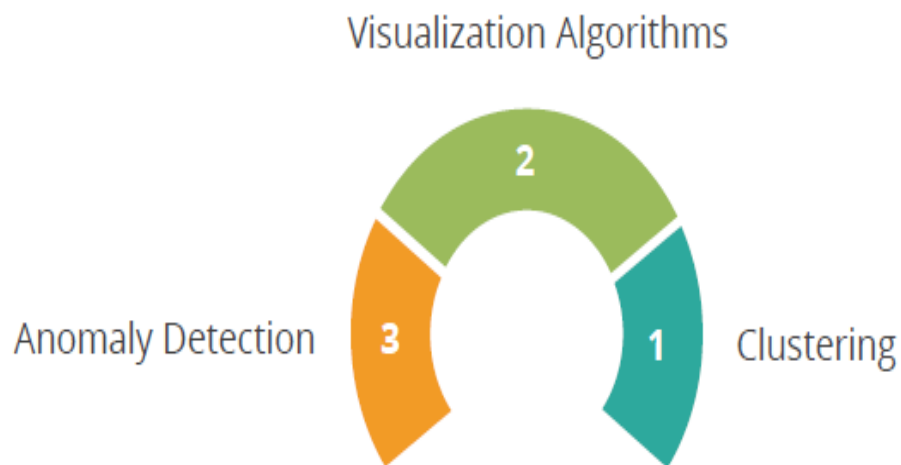 Visualization Algorithms
2
Anomaly Detection
3
1
Clustering